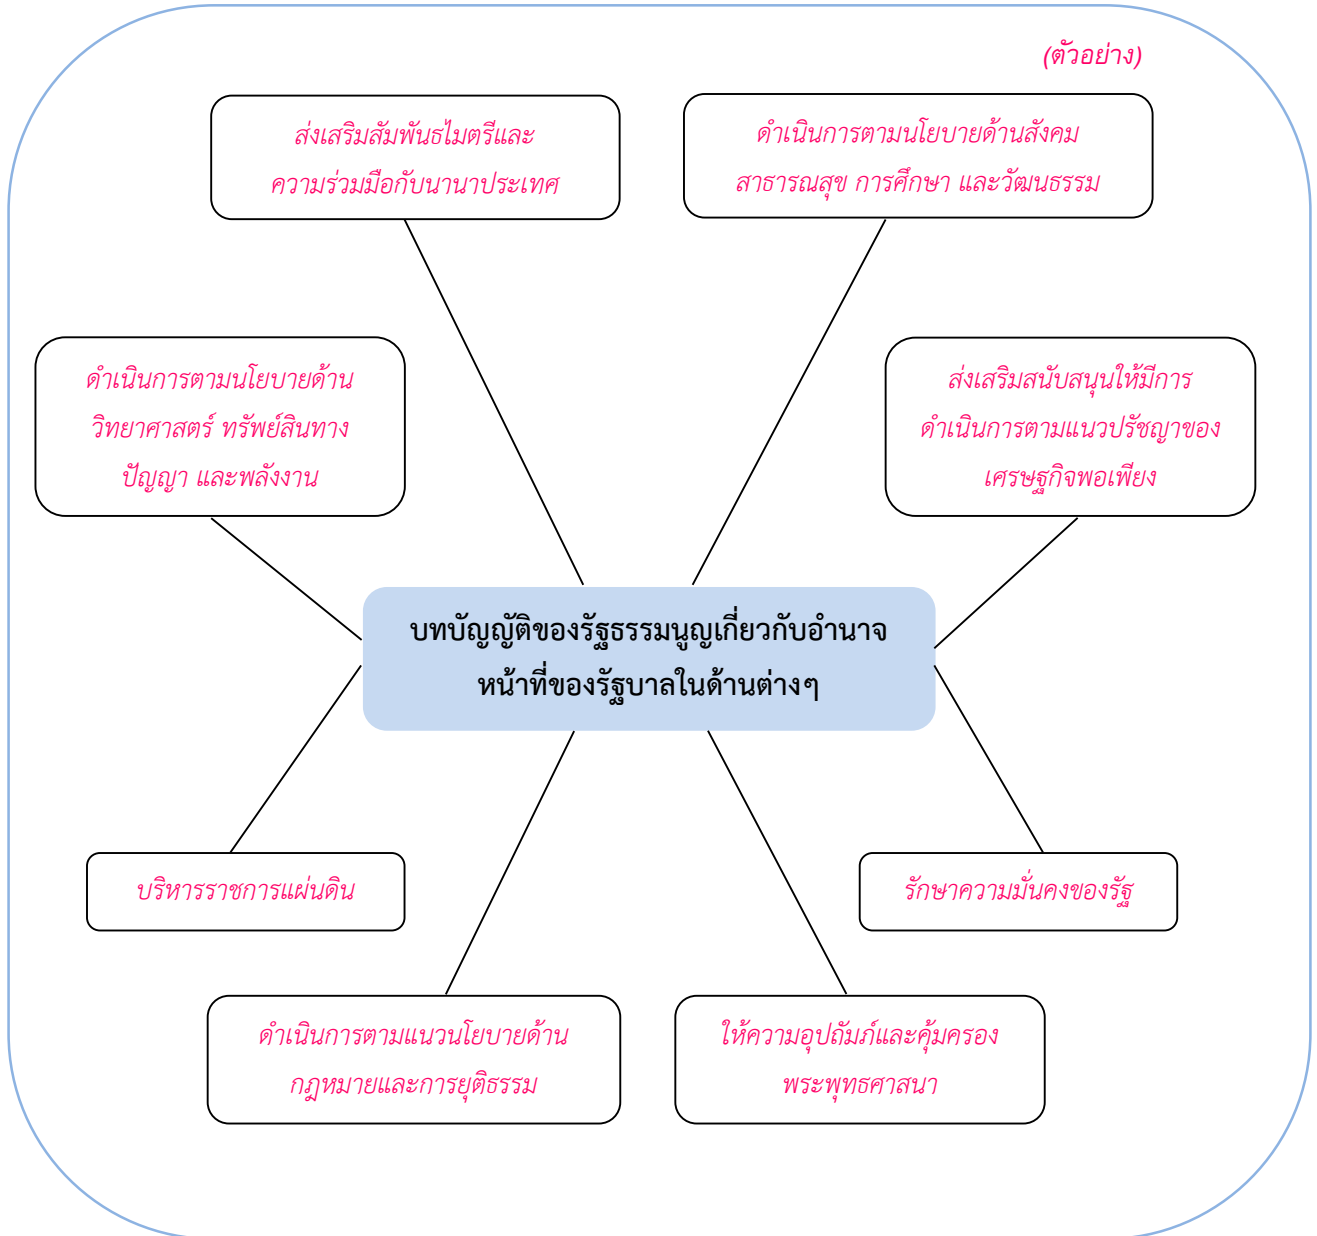 (ตัวอย่าง)
ส่งเสริมสัมพันธไมตรีและ
ความร่วมมือกับนานาประเทศ
ดำเนินการตามนโยบายด้านสังคม
สาธารณสุข การศึกษา และวัฒนธรรม
ดำเนินการตามนโยบายด้าน
วิทยาศาสตร์ ทรัพย์สินทาง
ปัญญา และพลังงาน
ส่งเสริมสนับสนุนให้มีการ
ดำเนินการตามแนวปรัชญาของ
เศรษฐกิจพอเพียง
บทบัญญัติของรัฐธรรมนูญเกี่ยวกับอำนาจ
หน้าที่ของรัฐบาลในด้านต่างๆ
บริหารราชการแผ่นดิน
รักษาความมั่นคงของรัฐ
ดำเนินการตามแนวนโยบายด้าน
กฎหมายและการยุติธรรม
ให้ความอุปถัมภ์และคุ้มครอง
พระพุทธศาสนา